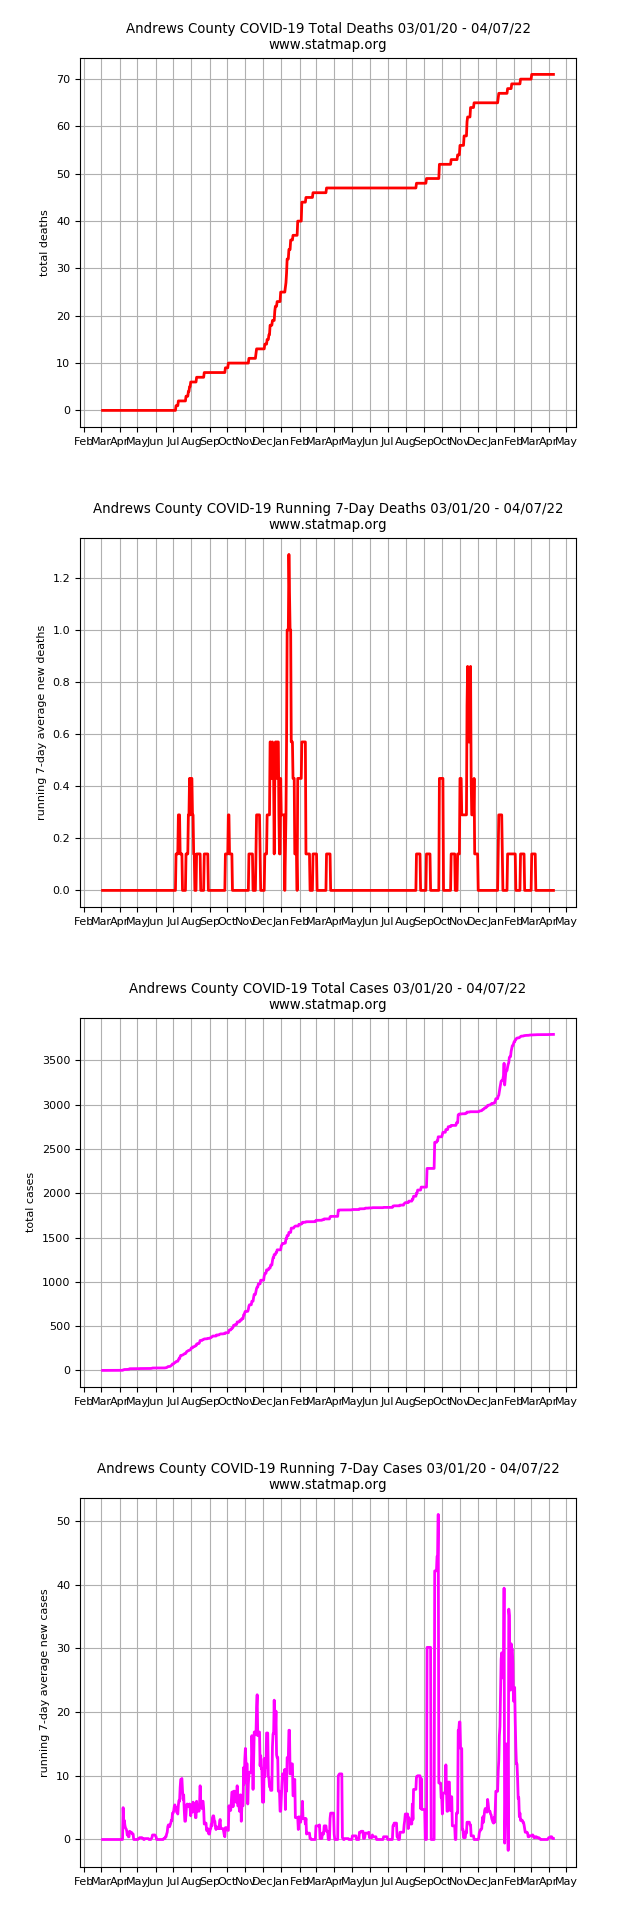 Andrews County COVID-19 Total Deaths 03/01/20 - 04/07/22
www.statmap.org
70
60
50
40
30
20
10
0
total deaths
Feb Mar Apr May Jun Jul Aug Sep Oct Nov Dec Jan Feb Mar Apr May Jun Jul Aug Sep Oct Nov Dec Jan Feb Mar Apr May
Andrews County COVID-19 Running 7-Day Deaths 03/01/20 - 04/07/22
www.statmap.org
1.2
1.0
0.8
0.6
0.4
0.2
0.0
running 7-day average new deaths
Feb Mar Apr May Jun Jul Aug Sep Oct Nov Dec Jan Feb Mar Apr May Jun Jul Aug Sep Oct Nov Dec Jan Feb Mar Apr May
Andrews County COVID-19 Total Cases 03/01/20 - 04/07/22
www.statmap.org
3500
3000
2500
2000
1500
1000
500
0
total cases
Feb Mar Apr May Jun Jul Aug Sep Oct Nov Dec Jan Feb Mar Apr May Jun Jul Aug Sep Oct Nov Dec Jan Feb Mar Apr May
Andrews County COVID-19 Running 7-Day Cases 03/01/20 - 04/07/22
www.statmap.org
50
40
30
20
10
0
running 7-day average new cases
Feb Mar Apr May Jun Jul Aug Sep Oct Nov Dec Jan Feb Mar Apr May Jun Jul Aug Sep Oct Nov Dec Jan Feb Mar Apr May